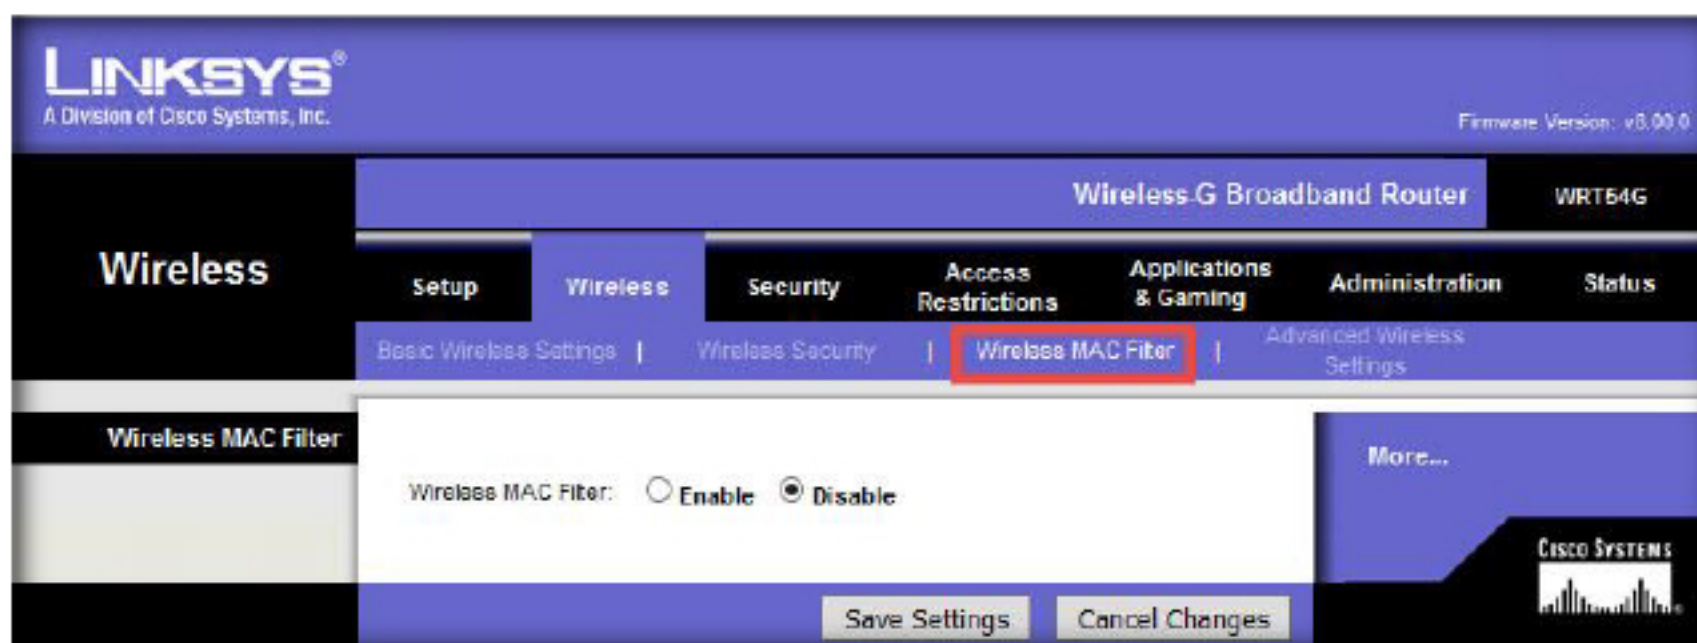 LINKSYS®
A Division of Cisco Systems, Inc.
Firmware Version: v8.00.0
Wireless-G Broadband Router
WRT54G
Wireless
Setup
Wireless
Security
Access
Restrictions
Applications
& Gaming
Administration
Status
Basic Wireless Settings |
Wireless Security |
Wireless MAC Filter |
Advanced Wireless
Settings
Wireless MAC Filter
Wireless MAC Filter: Enable Disable
More...
CISCO SYSTEMS
Save Settings
Cancel Changes